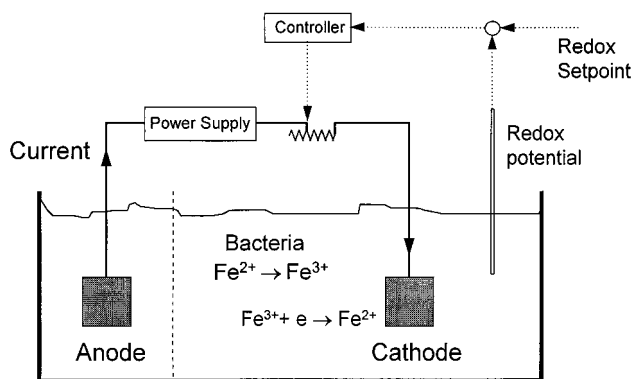 Controller
Redox
Setpoint
Power Supply
Redox
potential
Current
Bacteria
Fe²⁺ → Fe³⁺
Fe³⁺+ e → Fe²⁺
Anode
Cathode